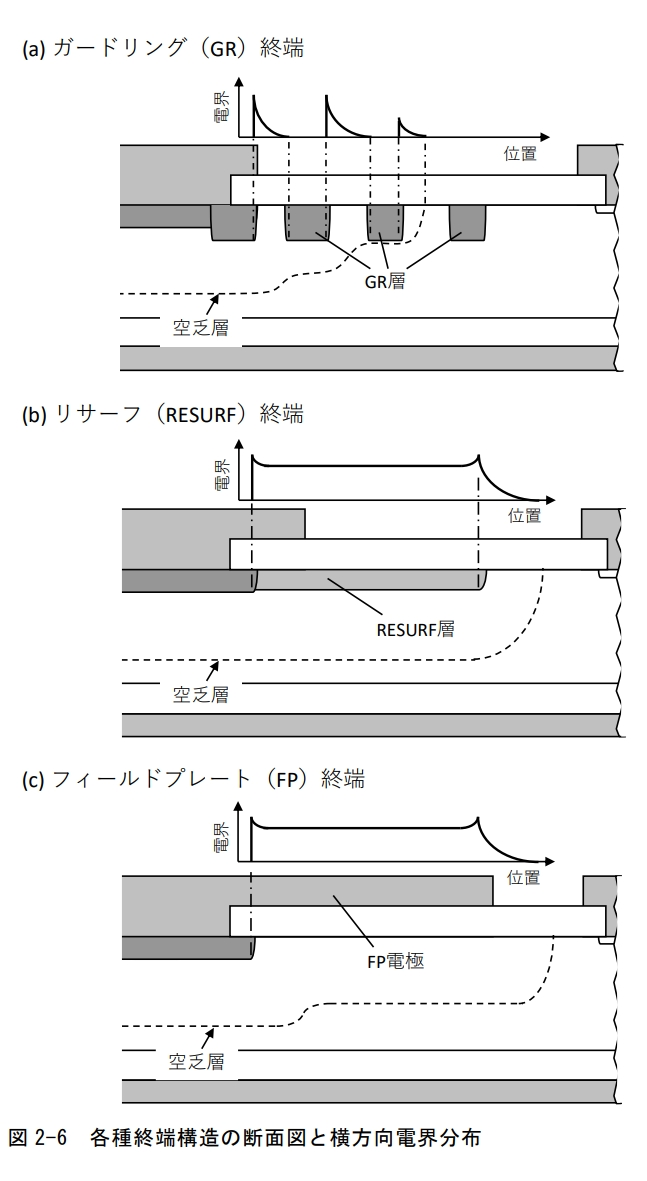 (a) ガードリング（GR）終端
電界
位置
GR層
空乏層
(b) リサーフ（RESURF）終端
電界
位置
RESURF層
空乏層
(c) フィールドプレート（FP）終端
電界
位置
FP電極
空乏層
図 2-6　各種終端構造の断面図と横方向電界分布